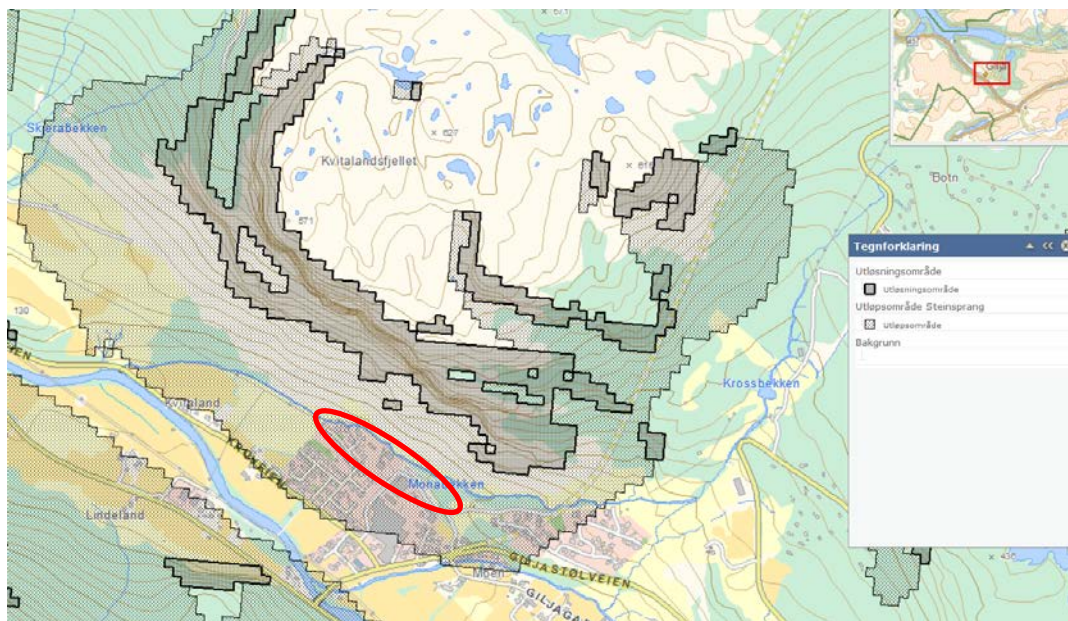 Skjerabekken
Kvitalandsfjellet
627
571
Botn
130
Kvitaland
KROKRIEN
Monabekken
Krossbekken
Lindeland
Moen
GILJASTØLVEIEN
Tegnforklaring
Utløsningsområde
Utløsningsområde
Utløpsområde Steinsprang
Utløpsområde
Bakgrunn